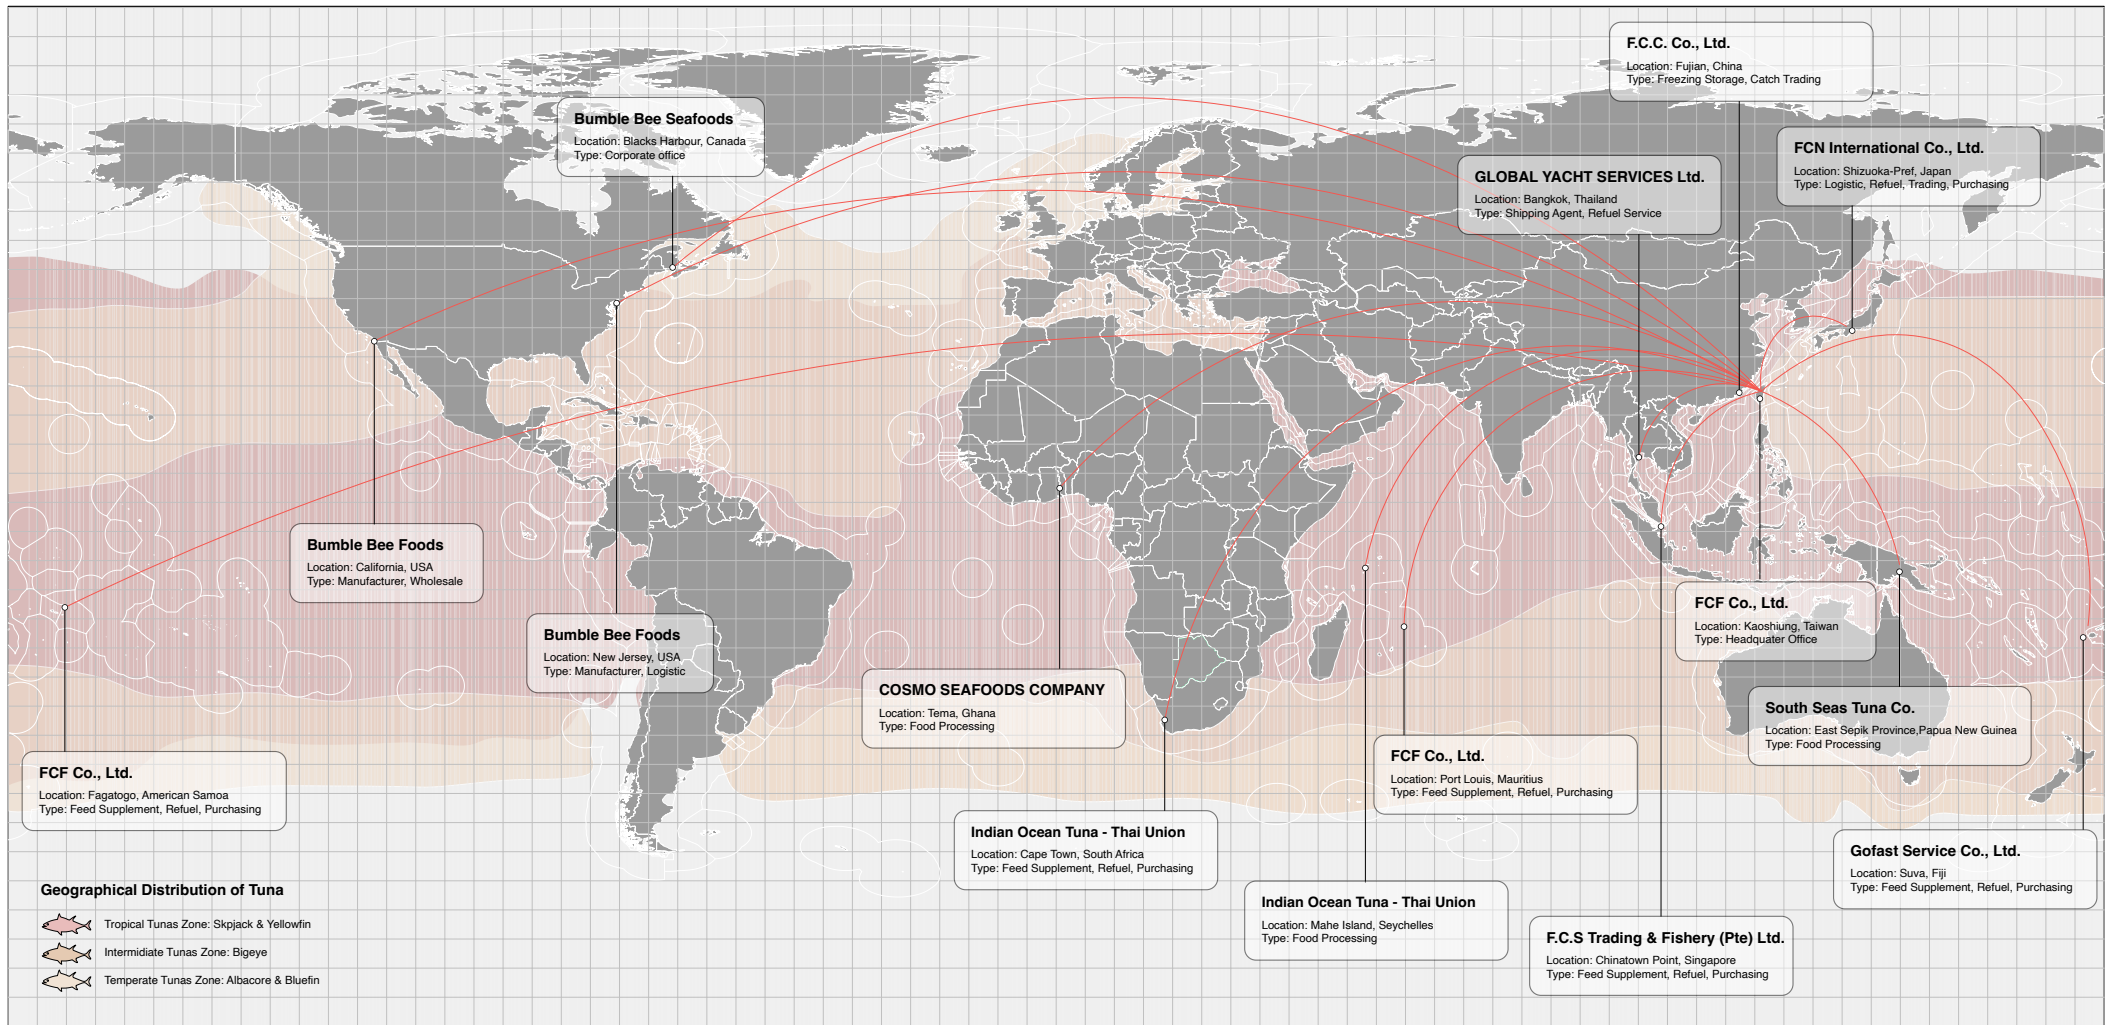 F.C.C. Co., Ltd.
Location: Fujian, China
Type: Freezing Storage, Catch Trading
Bumble Bee Seafoods
Location: Blacks Harbour, Canada
Type: Corporate office
FCN International Co., Ltd.
Location: Shizuoka-Pref, Japan
Type: Logistic, Refuel, Trading, Purchasing
GLOBAL YACHT SERVICES Ltd.
Location: Bangkok, Thailand
Type: Shipping Agent, Refuel Service
Bumble Bee Foods
Location: California, USA
Type: Manufacturer, Wholesale
Bumble Bee Foods
Location: New Jersey, USA
Type: Manufacturer, Logistic
FCF Co., Ltd.
Location: Kaoshiung, Taiwan
Type: Headquater Office
COSMO SEAFOODS COMPANY
Location: Tema, Ghana
Type: Food Processing
South Seas Tuna Co.
Location: East Sepik Province,Papua New Guinea
Type: Food Processing
FCF Co., Ltd.
Location: Port Louis, Mauritius
Type: Feed Supplement, Refuel, Purchasing
FCF Co., Ltd.
Location: Fagatogo, American Samoa
Type: Feed Supplement, Refuel, Purchasing
Indian Ocean Tuna - Thai Union
Location: Cape Town, South Africa
Type: Feed Supplement, Refuel, Purchasing
Gofast Service Co., Ltd.
Location: Suva, Fiji
Type: Feed Supplement, Refuel, Purchasing
Indian Ocean Tuna - Thai Union
Location: Mahe Island, Seychelles
Type: Food Processing
F.C.S Trading & Fishery (Pte) Ltd.
Location: Chinatown Point, Singapore
Type: Feed Supplement, Refuel, Purchasing
Geographical Distribution of Tuna
Tropical Tunas Zone: Skpjack & Yellowfin
Intermidiate Tunas Zone: Bigeye
Temperate Tunas Zone: Albacore & Bluefin